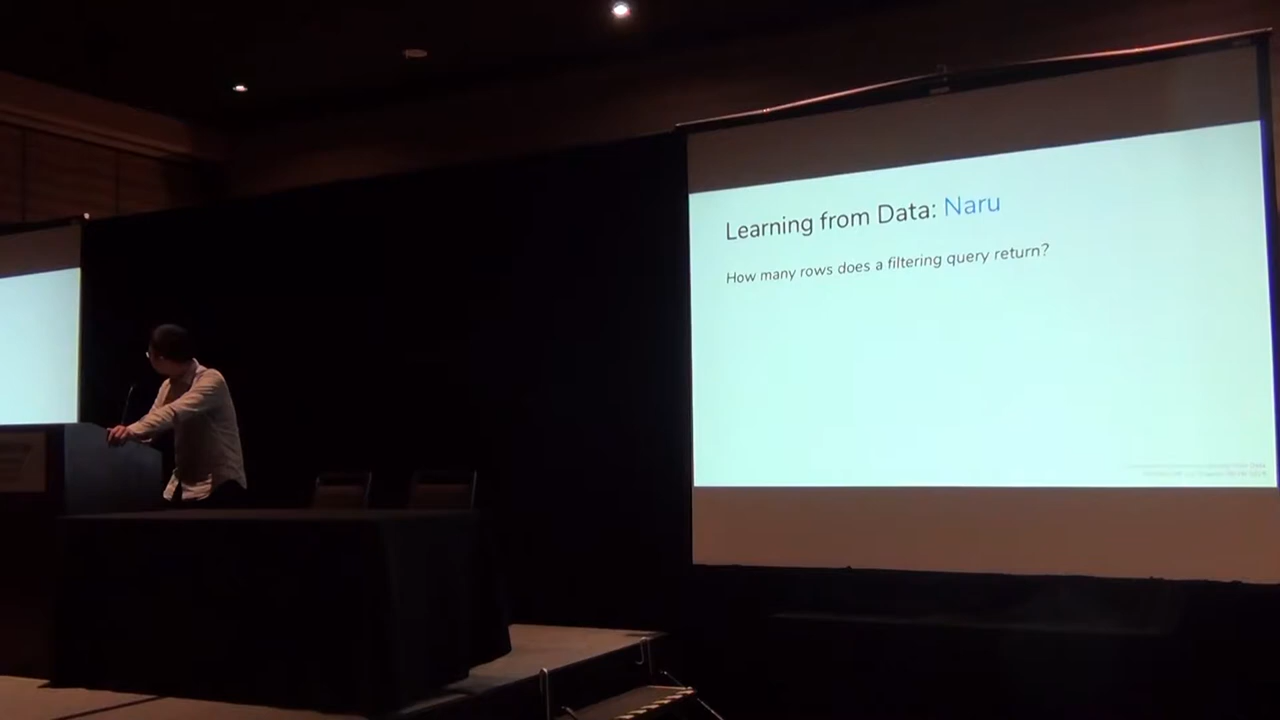 Learning from Data: Naru
How many rows does a filtering query return?